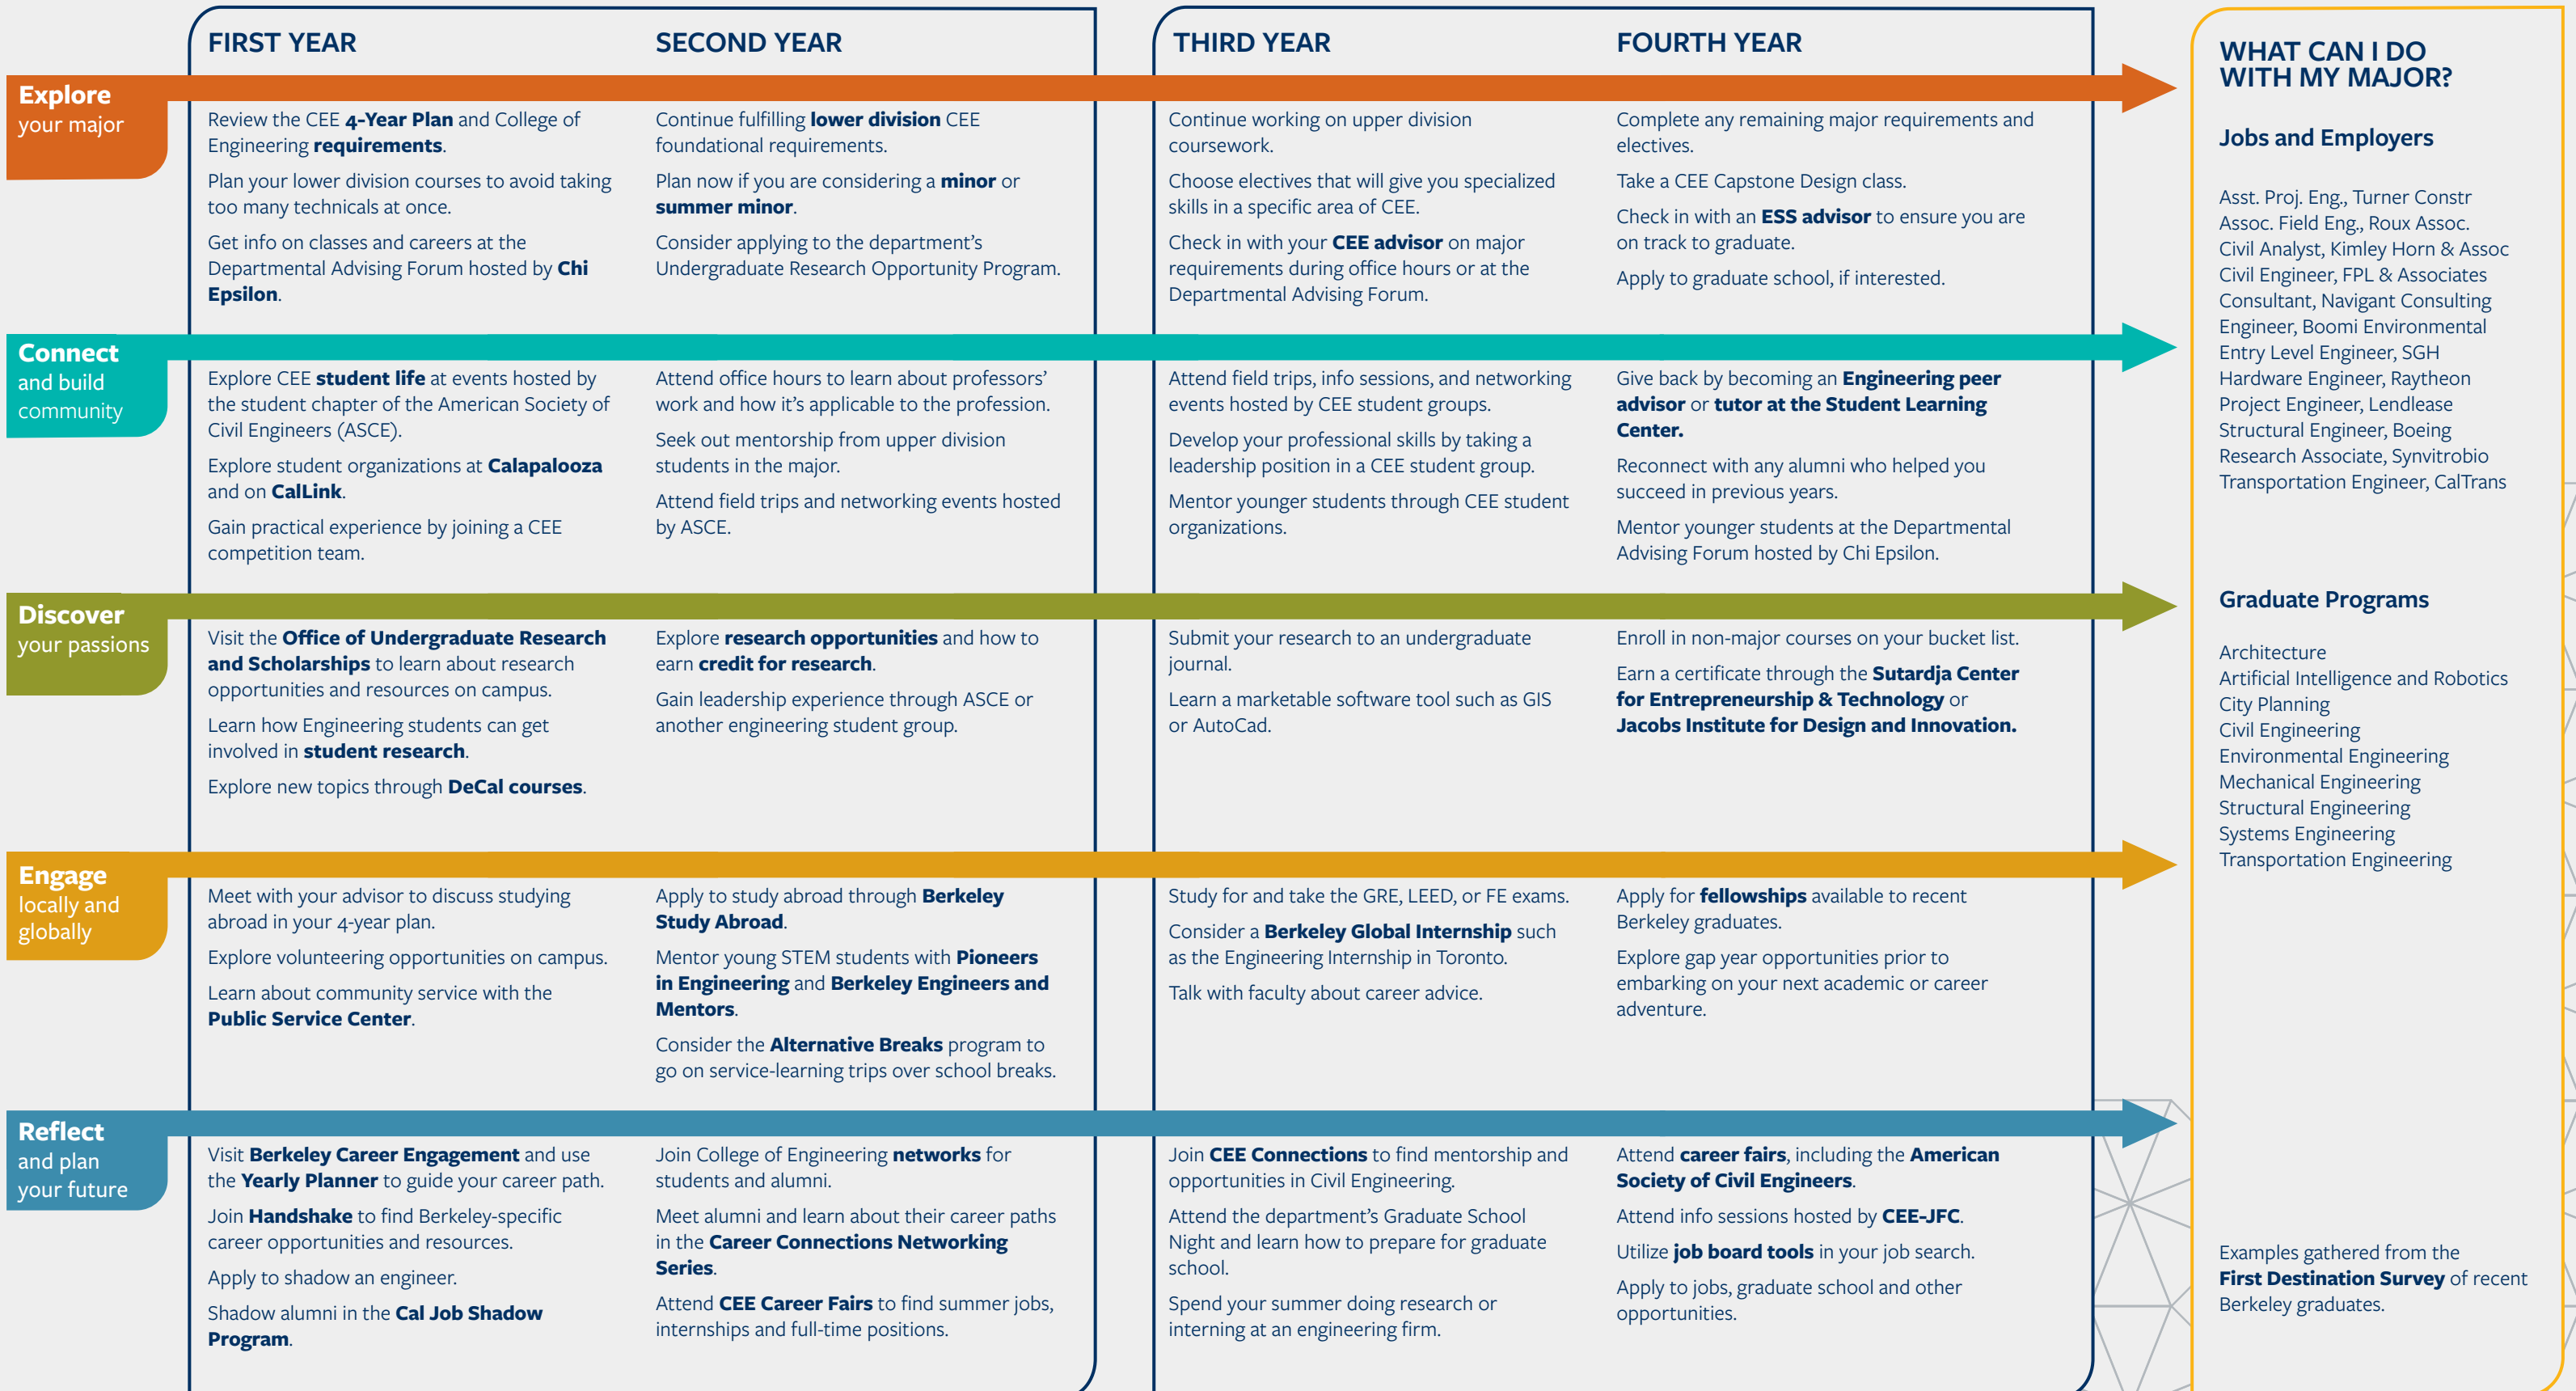 FIRST YEAR
SECOND YEAR
THIRD YEAR
FOURTH YEAR
Explore
your major
Review the CEE 4-Year Plan and College of
Engineering requirements.
Plan your lower division courses to avoid taking
too many technicals at once.
Get info on classes and careers at the
Departmental Advising Forum hosted by Chi
Epsilon.
Continue fulfilling lower division CEE
foundational requirements.
Plan now if you are considering a minor or
summer minor.
Consider applying to the department's
Undergraduate Research Opportunity Program.
Continue working on upper division
coursework.
Choose electives that will give you specialized
skills in a specific area of CEE.
Check in with your CEE advisor on major
requirements during office hours or at the
Departmental Advising Forum.
Complete any remaining major requirements and
electives.
Take a CEE Capstone Design class.
Check in with an ESS advisor to ensure you are
on track to graduate.
Apply to graduate school, if interested.
Connect
and build
community
Explore CEE student life at events hosted by
the student chapter of the American Society of
Civil Engineers (ASCE).
Explore student organizations at Calapalooza
and on CalLink.
Gain practical experience by joining a CEE
competition team.
Attend office hours to learn about professors'
work and how it's applicable to the profession.
Seek out mentorship from upper division
students in the major.
Attend field trips and networking events hosted
by ASCE.
Attend field trips, info sessions, and networking
events hosted by CEE student groups.
Develop your professional skills by taking a
leadership position in a CEE student group.
Mentor younger students through CEE student
organizations.
Give back by becoming an Engineering peer
advisor or tutor at the Student Learning
Center.
Reconnect with any alumni who helped you
succeed in previous years.
Mentor younger students at the Departmental
Advising Forum hosted by Chi Epsilon.
Discover
your passions
Visit the Office of Undergraduate Research
and Scholarships to learn about research
opportunities and resources on campus.
Learn how Engineering students can get
involved in student research.
Explore new topics through DeCal courses.
Explore research opportunities and how to
earn credit for research.
Gain leadership experience through ASCE or
another engineering student group.
Submit your research to an undergraduate
journal.
Learn a marketable software tool such as GIS
or AutoCad.
Enroll in non-major courses on your bucket list.
Earn a certificate through the Sutardja Center
for Entrepreneurship & Technology or
Jacobs Institute for Design and Innovation.
Engage
locally and
globally
Meet with your advisor to discuss studying
abroad in your 4-year plan.
Explore volunteering opportunities on campus.
Learn about community service with the
Public Service Center.
Apply to study abroad through Berkeley
Study Abroad.
Mentor young STEM students with Pioneers
in Engineering and Berkeley Engineers and
Mentors.
Consider the Alternative Breaks program to
go on service-learning trips over school breaks.
Study for and take the GRE, LEED, or FE exams.
Consider a Berkeley Global Internship such
as the Engineering Internship in Toronto.
Talk with faculty about career advice.
Apply for fellowships available to recent
Berkeley graduates.
Explore gap year opportunities prior to
embarking on your next academic or career
adventure.
Reflect
and plan
your future
Visit Berkeley Career Engagement and use
the Yearly Planner to guide your career path.
Join Handshake to find Berkeley-specific
career opportunities and resources.
Apply to shadow an engineer.
Shadow alumni in the Cal Job Shadow
Program.
Join College of Engineering networks for
students and alumni.
Meet alumni and learn about their career paths
in the Career Connections Networking
Series.
Attend CEE Career Fairs to find summer jobs,
internships and full-time positions.
Join CEE Connections to find mentorship and
opportunities in Civil Engineering.
Attend the department's Graduate School
Night and learn how to prepare for graduate
school.
Spend your summer doing research or
interning at an engineering firm.
Attend career fairs, including the American
Society of Civil Engineers.
Attend info sessions hosted by CEE-JFC.
Utilize job board tools in your job search.
Apply to jobs, graduate school and other
opportunities.
WHAT CAN I DO
WITH MY MAJOR?
Jobs and Employers
Asst. Proj. Eng., Turner Constr
Assoc. Field Eng., Roux Assoc.
Civil Analyst, Kimley Horn & Assoc
Civil Engineer, FPL & Associates
Consultant, Navigant Consulting
Engineer, Boomi Environmental
Entry Level Engineer, SGH
Hardware Engineer, Raytheon
Project Engineer, Lendlease
Structural Engineer, Boeing
Research Associate, Synvitrobio
Transportation Engineer, CalTrans
Graduate Programs
Architecture
Artificial Intelligence and Robotics
City Planning
Civil Engineering
Environmental Engineering
Mechanical Engineering
Structural Engineering
Systems Engineering
Transportation Engineering
Examples gathered from the
First Destination Survey of recent
Berkeley graduates.